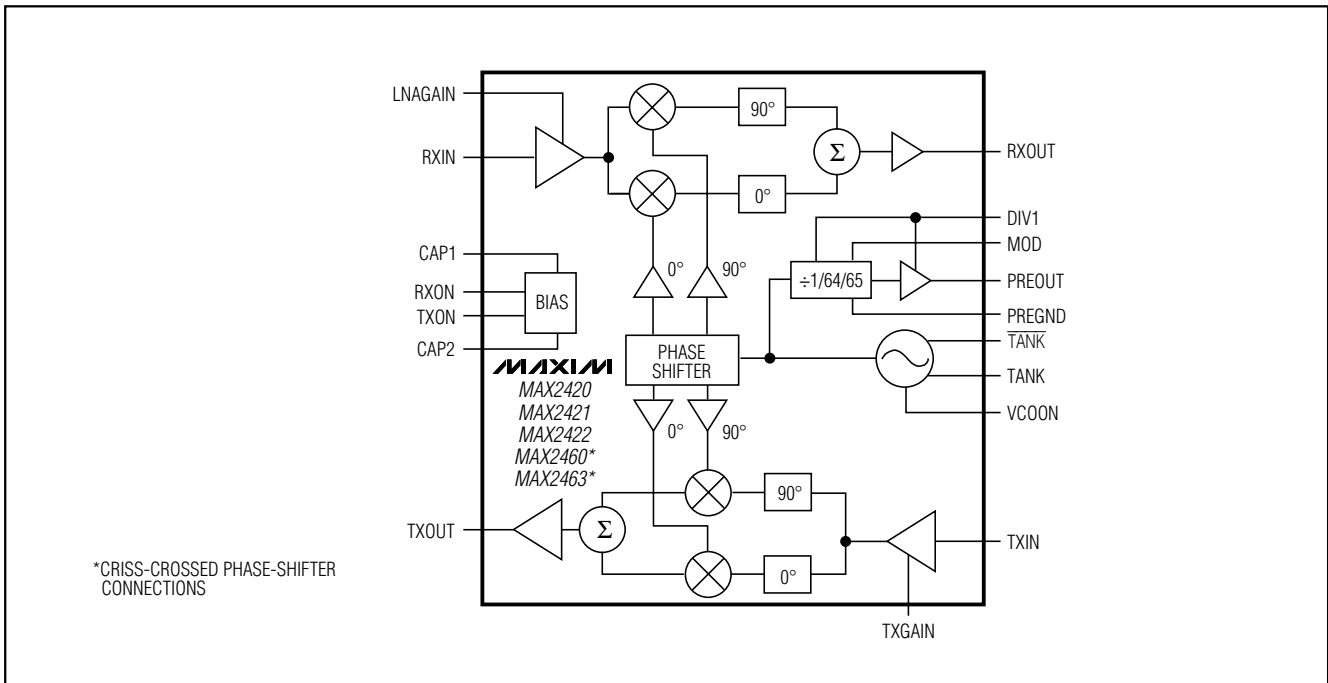 LNAGAIN
RXIN
90°
Σ
RXOUT
0°
DIV1
MOD
÷1/64/65
PREOUT
PREGND
CAP1
RXON
TXON
CAP2
BIAS
0°
90°
PHASE
SHIFTER
TANK
TANK
VCOON
MAXIM
MAX2420
MAX2421
MAX2422
MAX2460*
MAX2463*
0°
90°
90°
TXOUT
Σ
0°
TXIN
TXGAIN
*CRISS-CROSSED PHASE-SHIFTER
CONNECTIONS